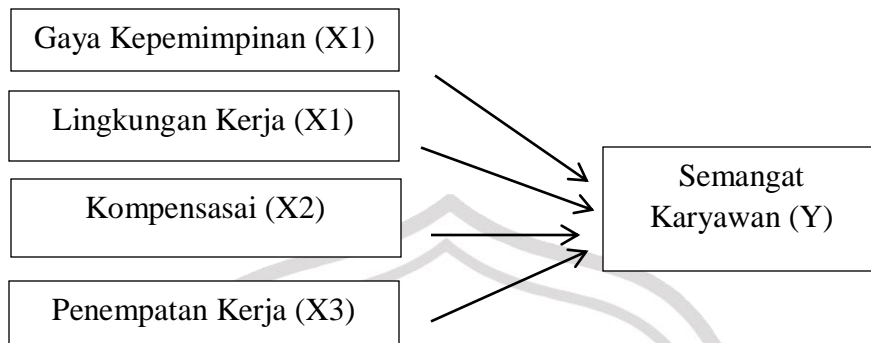 Gaya Kepemimpinan (X1)
Lingkungan Kerja (X1)
Kompensasai (X2)
Penempatan Kerja (X3)
Semangat
Karyawan (Y)